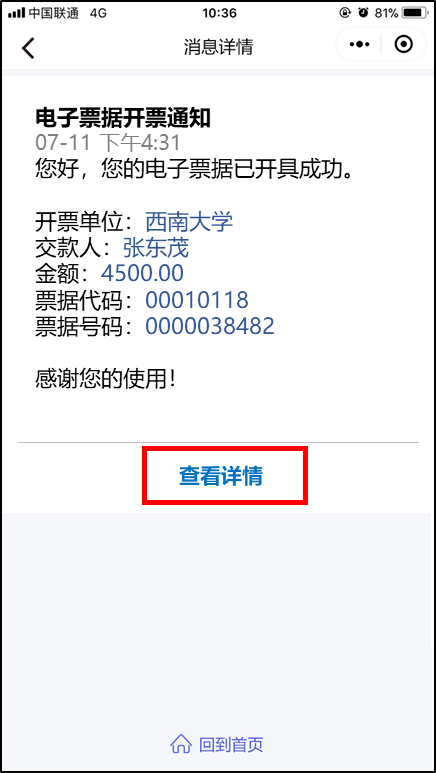 中国联通 4G 10:36 81%
消息详情
电子票据开票通知
07-11 下午4:31
您好，您的电子票据已开具成功。
开票单位：西南大学
交款人：张东茂
金额：4500.00
票据代码：00010118
票据号码：0000038482
感谢您的使用！
查看详情
回到首页